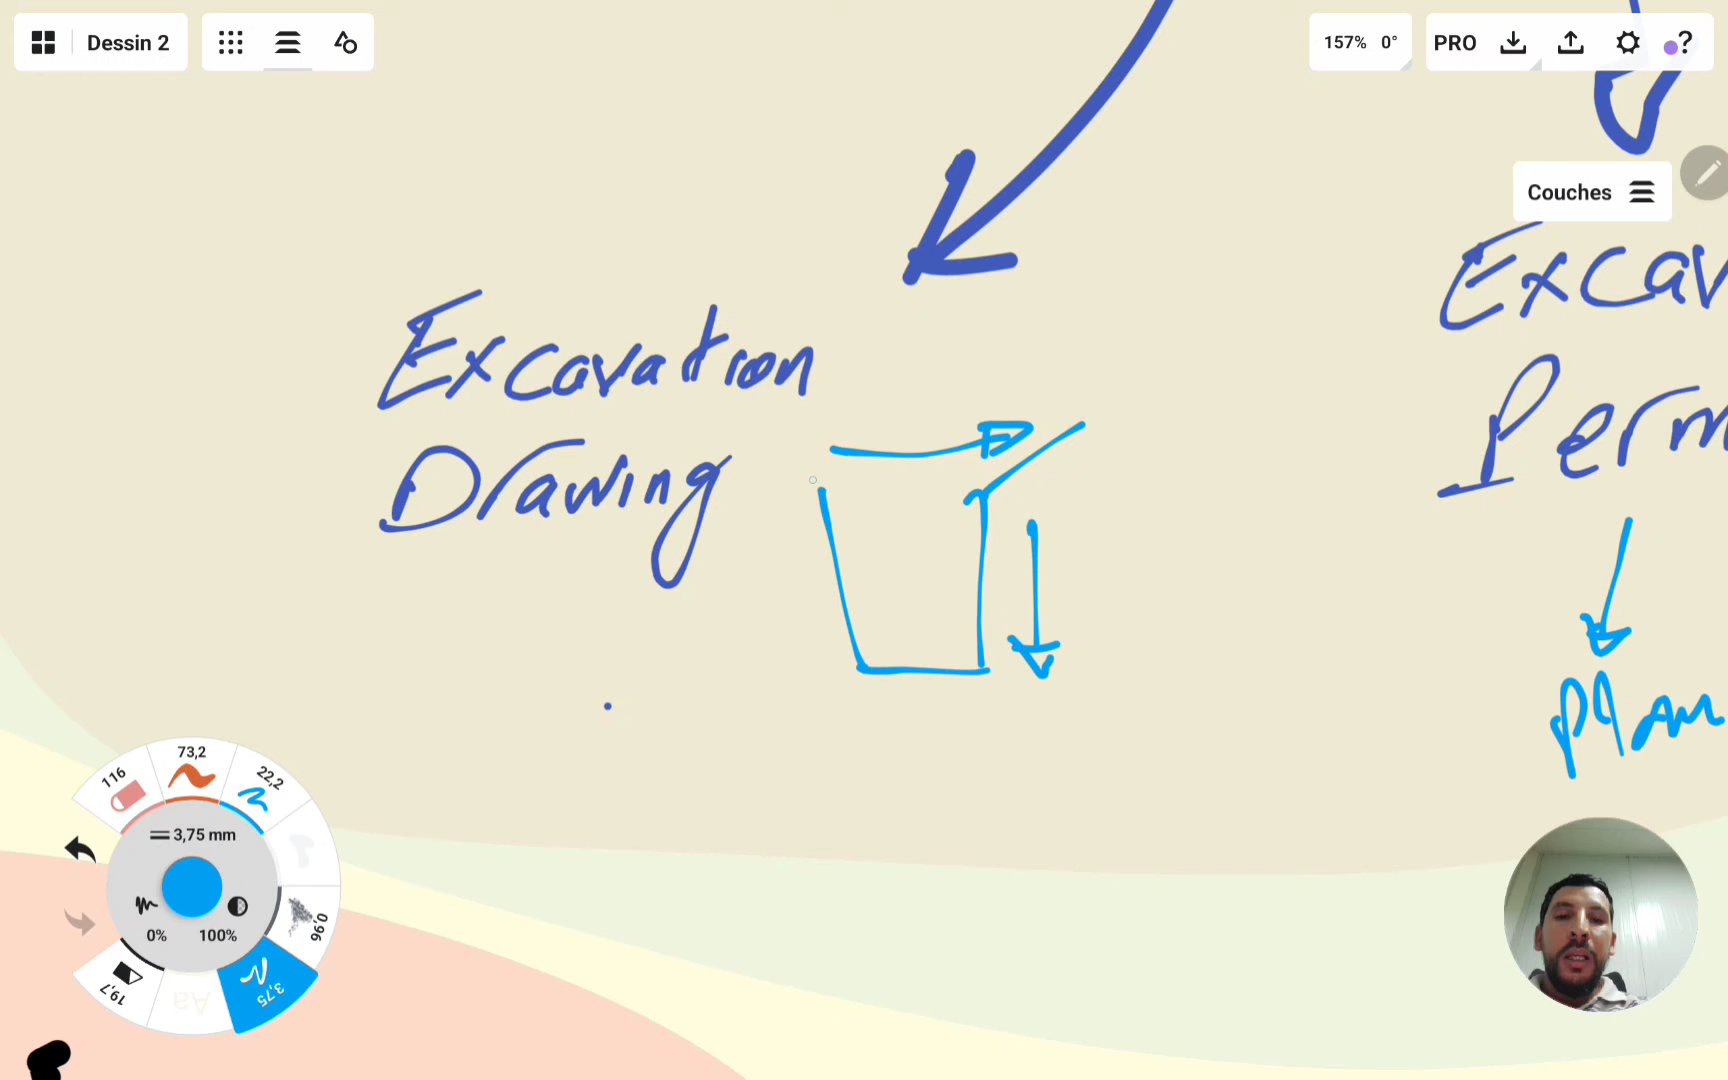 Dessin 2
157% 0°
PRO
?
Couches
Excavation
Drawing
Excav
Perm
plan
116
73,2
22,2
3,75 mm
0%
100%
0,96
3,75
Aa
19,7